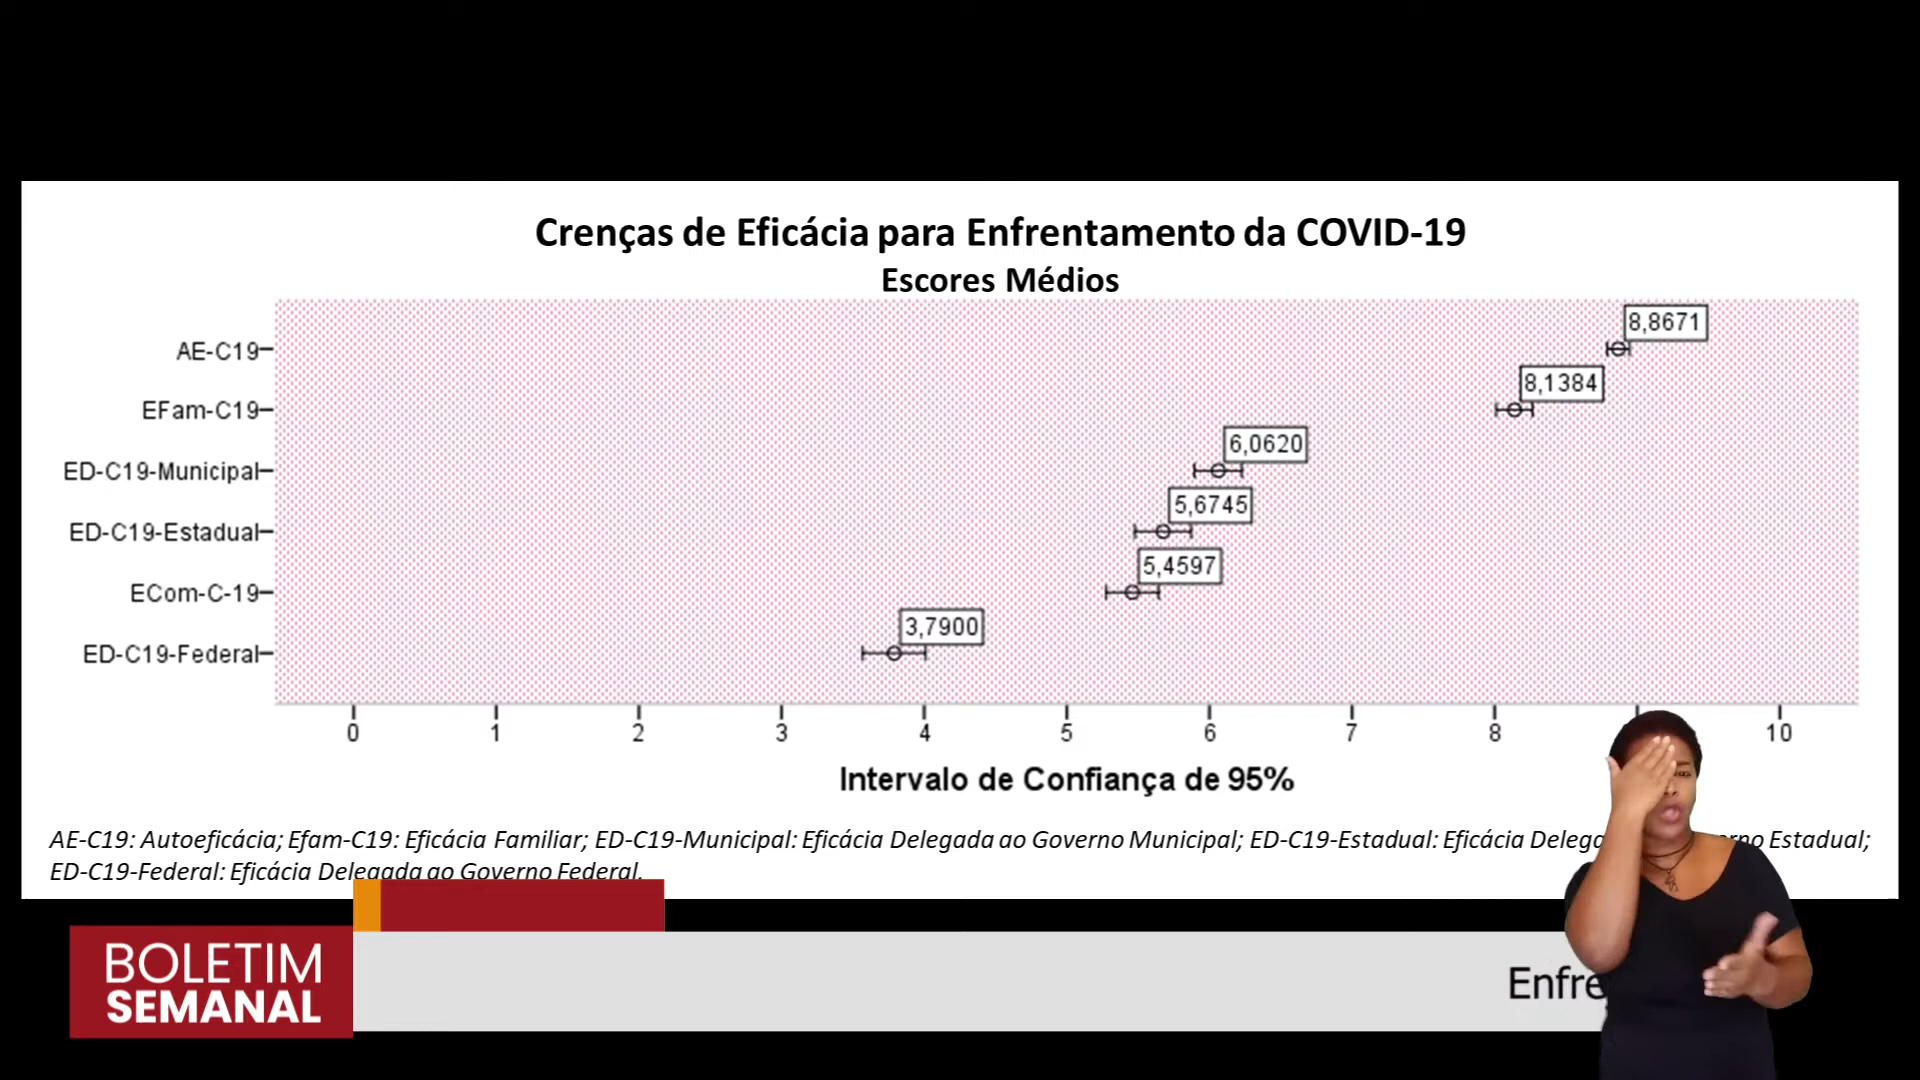 Crenças de Eficácia para Enfrentamento da COVID-19
Escores Médios
AE-C19
8,8671
EFam-C19
8,1384
ED-C19-Municipal
6,0620
ED-C19-Estadual
5,6745
ECom-C-19
5,4597
ED-C19-Federal
3,7900
0 1 2 3 4 5 6 7 8 10
Intervalo de Confiança de 95%
AE-C19: Autoeficácia; Efam-C19: Eficácia Familiar; ED-C19-Municipal: Eficácia Delegada ao Governo Municipal; ED-C19-Estadual: Eficácia Estadual;
ED-C19-Federal: Eficácia Delegada ao Governo Federal.
BOLETIM
SEMANAL